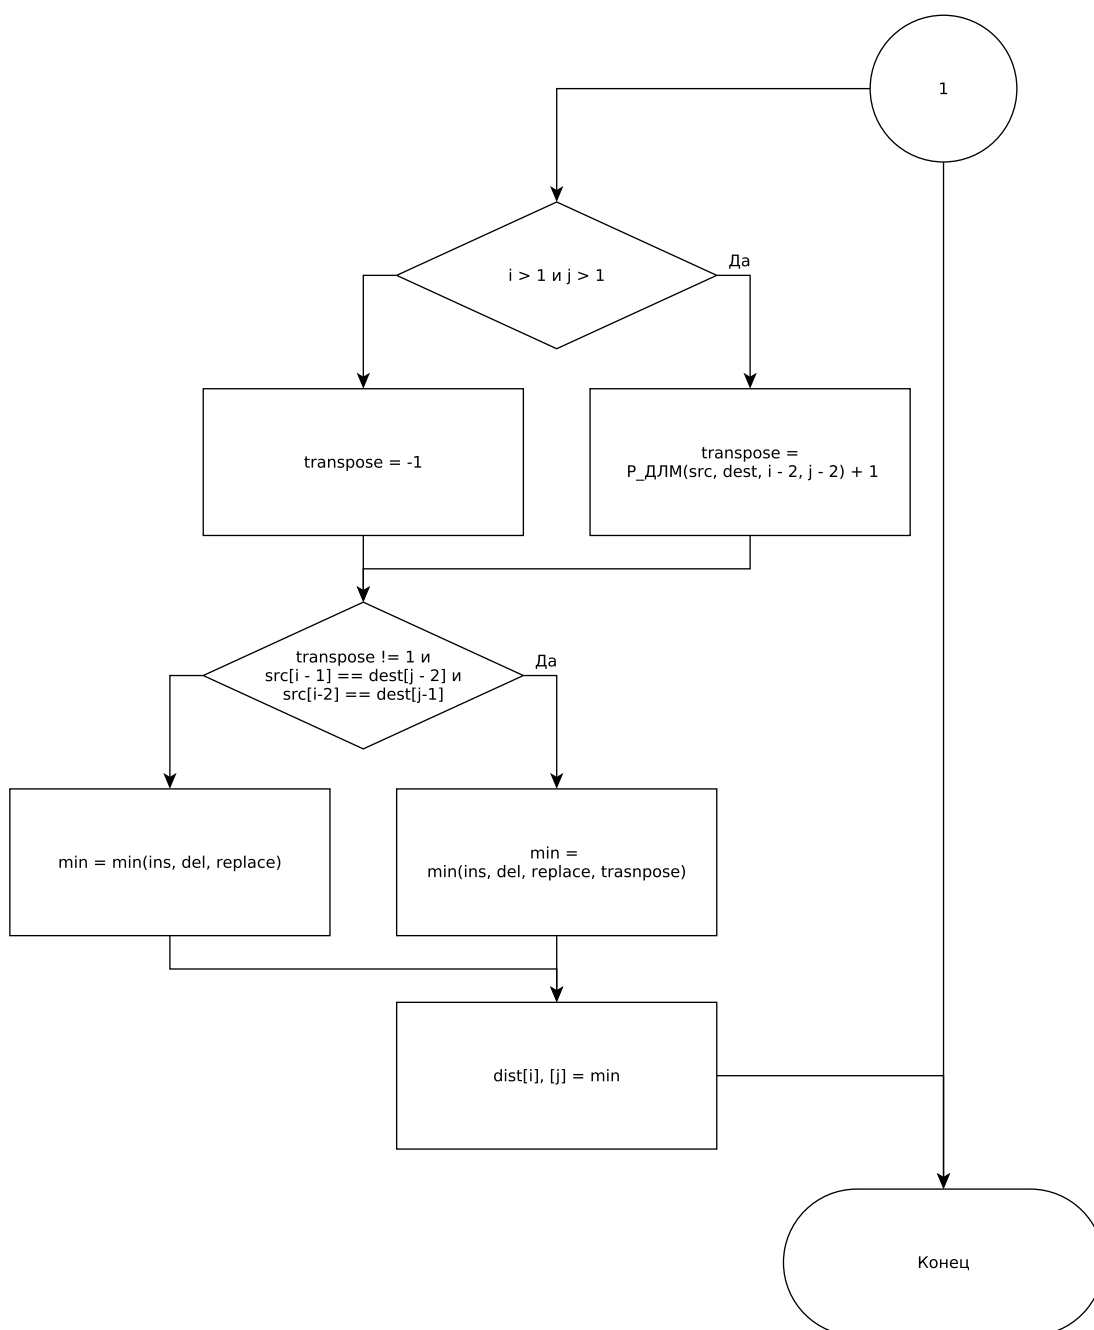 1
i > 1 и j > 1
Да
transpose = -1
transpose =
Р_ДЛМ(src, dest, i - 2, j - 2) + 1
transpose != 1 и
src[i - 1] == dest[j - 2] и
src[i-2] == dest[j-1]
Да
min = min(ins, del, replace)
min =
min(ins, del, replace, trasnpose)
dist[i], [j] = min
Конец